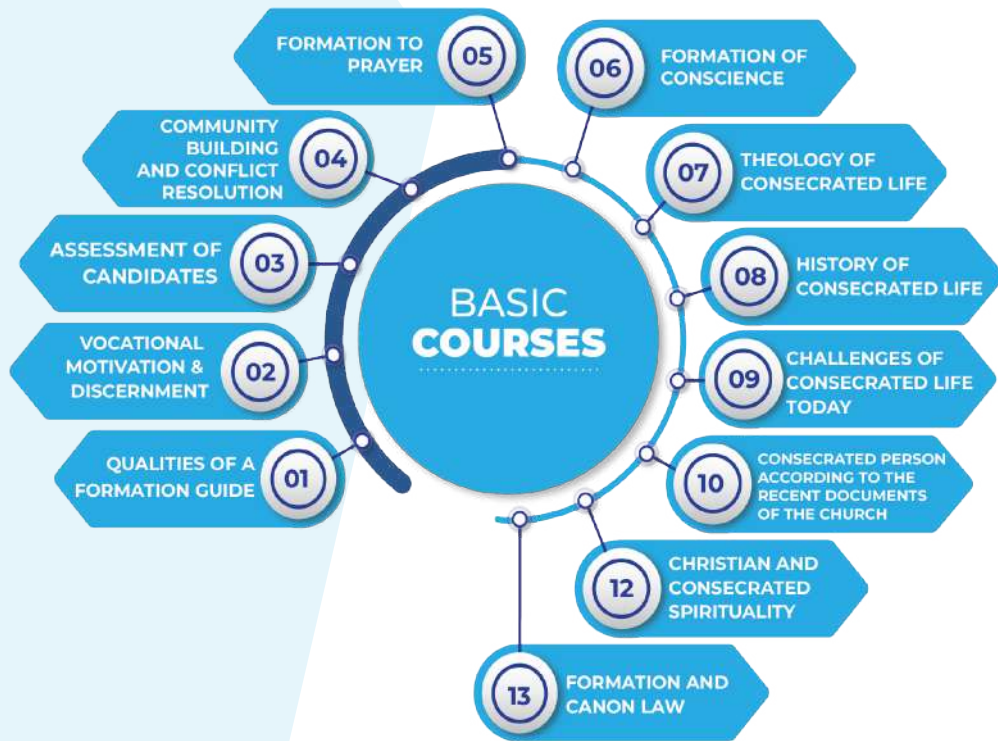 BASIC
COURSES
01
QUALITIES OF A
FORMATION GUIDE
02
VOCATIONAL
MOTIVATION &
DISCERNMENT
03
ASSESSMENT OF
CANDIDATES
04
COMMUNITY
BUILDING
AND CONFLICT
RESOLUTION
05
FORMATION TO
PRAYER
06
FORMATION OF
CONSCIENCE
07
THEOLOGY OF
CONSECRATED LIFE
08
HISTORY OF
CONSECRATED LIFE
09
CHALLENGES OF
CONSECRATED LIFE
TODAY
10
CONSECRATED PERSON
ACCORDING TO THE
RECENT DOCUMENTS
OF THE CHURCH
12
CHRISTIAN AND
CONSECRATED
SPIRITUALITY
13
FORMATION AND
CANON LAW